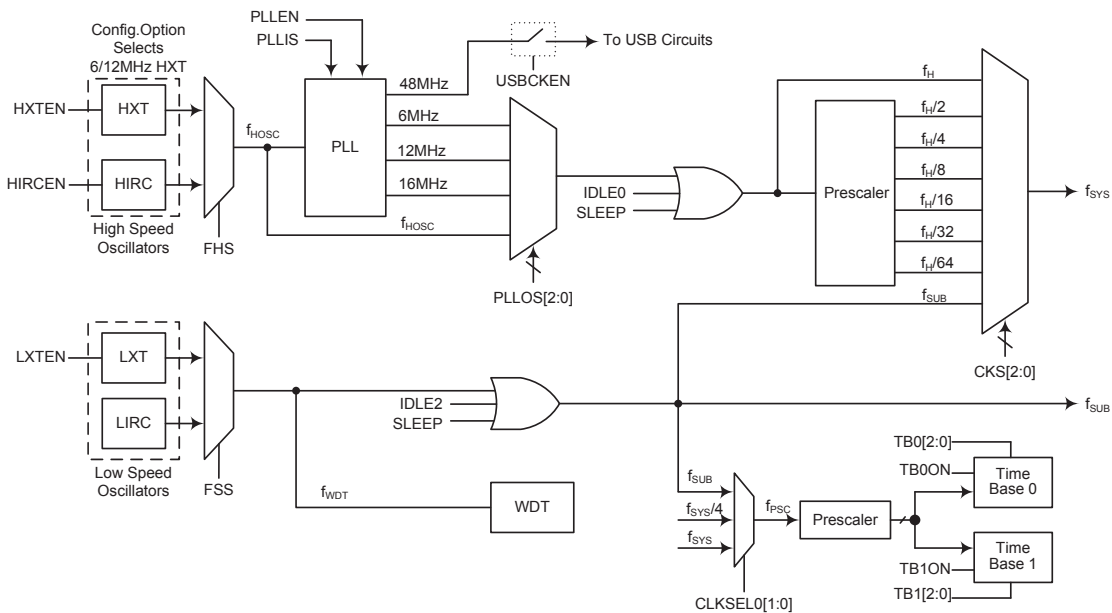 Config.Option
Selects
6/12MHz HXT
PLLEN
PLLIS
To USB Circuits
USBCKEN
HXTEN
HXT
HIRCEN
HIRC
High Speed
Oscillators
FHS
fHOSC
PLL
48MHz
6MHz
12MHz
16MHz
fHOSC
PLLOS[2:0]
IDLE0
SLEEP
Prescaler
fH
fH/2
fH/4
fH/8
fH/16
fH/32
fH/64
fSUB
fSYS
CKS[2:0]
LXTEN
LXT
LIRC
Low Speed
Oscillators
FSS
IDLE2
SLEEP
fSUB
fWDT
WDT
fSUB
fSYS/4
fSYS
CLKSEL0[1:0]
fPSC
Prescaler
TB0[2:0]
TB0ON
Time
Base 0
Time
Base 1
TB1ON
TB1[2:0]